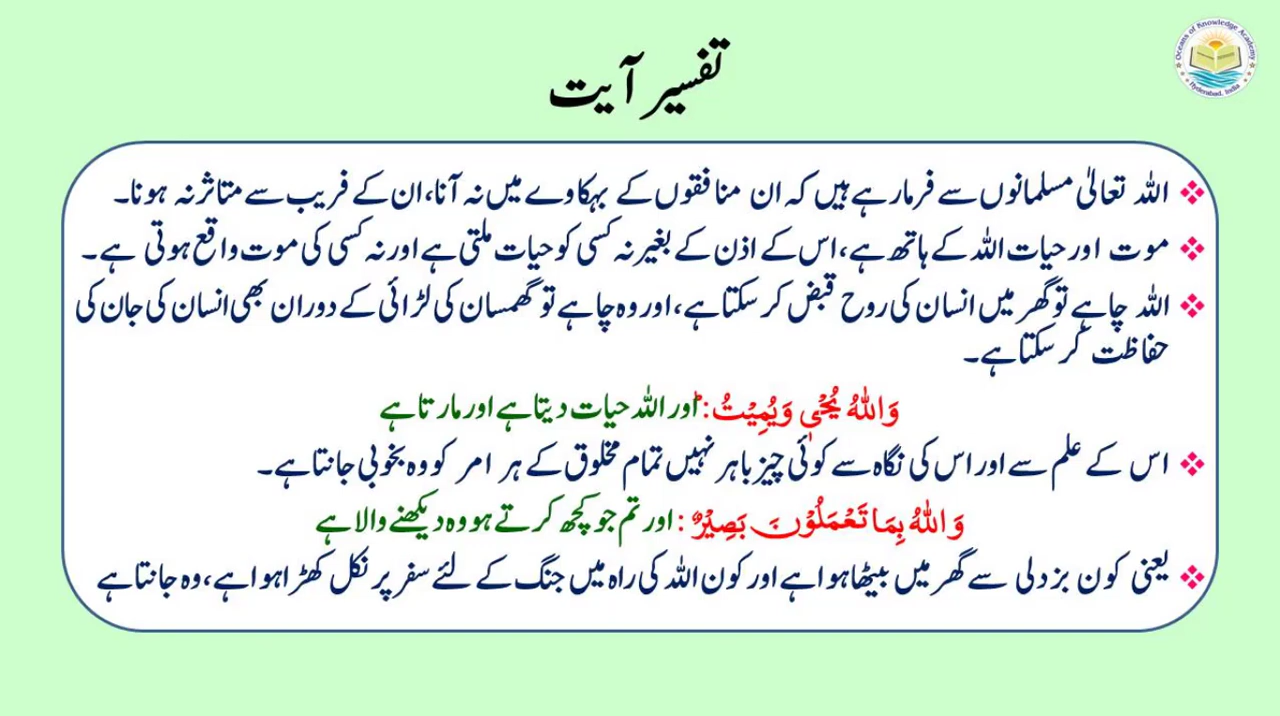 Oceans of Knowledge Academy
Hyderabad, India
تفسیر آیت
اللہ تعالیٰ مسلمانوں سے فرمارہے ہیں کہ ان منافقوں کے بہکاوے میں نہ آنا، ان کے فریب سے متاثر نہ ہونا۔
موت اور حیات اللہ کے ہاتھ ہے، اس کے اذن کے بغیر نہ کسی کو حیات ملتی ہے اور نہ کسی کی موت واقع ہوتی ہے۔
اللہ چاہے تو گھر میں انسان کی روح قبض کر سکتا ہے، اور وہ چاہے تو گھمسان کی لڑائی کے دوران بھی انسان کی جان کی
حفاظت کر سکتا ہے۔
وَاللّٰهُ يُحْيٖ وَيُمِيْتُؕ: اور اللہ حیات دیتا ہے اور مارتا ہے
اس کے علم سے اور اس کی نگاہ سے کوئی چیز باہر نہیں تمام مخلوق کے ہر امر کو وہ بخوبی جانتا ہے۔
وَاللّٰهُ بِمَا تَعْمَلُوْنَ بَصِيْرٌ: اور تم جو کچھ کرتے ہو وہ دیکھنے والا ہے
یعنی کون بزدلی سے گھر میں بیٹھا ہوا ہے اور کون اللہ کی راہ میں جنگ کے لئے سفر پر نکل کھڑا ہوا ہے، وہ جانتا ہے